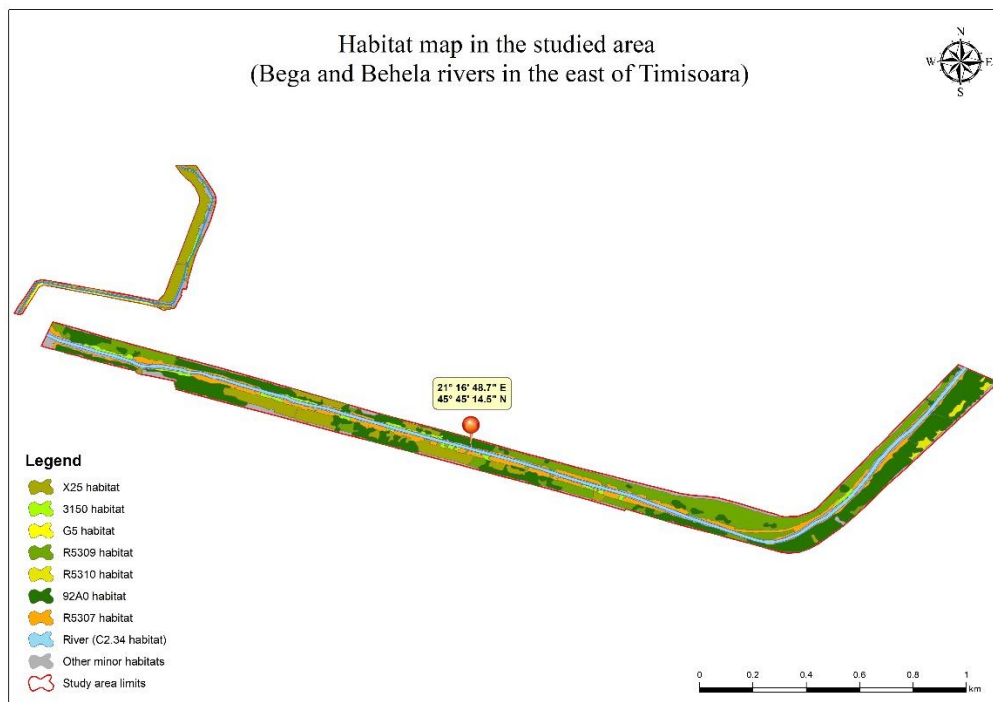 Habitat map in the studied area
(Bega and Behela rivers in the east of Timisoara)
N
W
E
S
21° 16' 48.7" E
45° 45' 14.5" N
Legend
X25 habitat
3150 habitat
G5 habitat
R5309 habitat
R5310 habitat
92A0 habitat
R5307 habitat
River (C2.34 habitat)
Other minor habitats
Study area limits
0 0.2 0.4 0.6 0.8 1
km